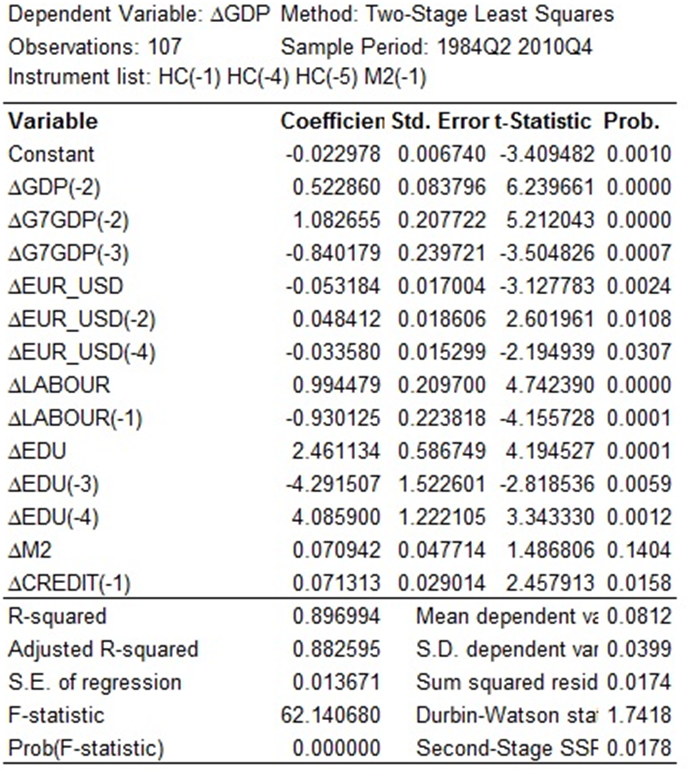 Dependent Variable: ΔGDP Method: Two-Stage Least Squares
Observations: 107 Sample Period: 1984Q2 2010Q4
Instrument list: HC(-1) HC(-4) HC(-5) M2(-1)
Variable Coefficien Std. Error t-Statistic Prob.
Constant -0.022978 0.006740 -3.409482 0.0010
ΔGDP(-2) 0.522860 0.083796 6.239661 0.0000
ΔG7GDP(-2) 1.082655 0.207722 5.212043 0.0000
ΔG7GDP(-3) -0.840179 0.239721 -3.504826 0.0007
ΔEUR_USD -0.053184 0.017004 -3.127783 0.0024
ΔEUR_USD(-2) 0.048412 0.018606 2.601961 0.0108
ΔEUR_USD(-4) -0.033580 0.015299 -2.194939 0.0307
ΔLABOUR 0.994479 0.209700 4.742390 0.0000
ΔLABOUR(-1) -0.930125 0.223818 -4.155728 0.0001
ΔEDU 2.461134 0.586749 4.194527 0.0001
ΔEDU(-3) -4.291507 1.522601 -2.818536 0.0059
ΔEDU(-4) 4.085900 1.222105 3.343330 0.0012
ΔM2 0.070942 0.047714 1.486806 0.1404
ΔCREDIT(-1) 0.071313 0.029014 2.457913 0.0158
R-squared 0.896994 Mean dependent va 0.0812
Adjusted R-squared 0.882595 S.D. dependent var 0.0399
S.E. of regression 0.013671 Sum squared resid 0.0174
F-statistic 62.140680 Durbin-Watson stat 1.7418
Prob(F-statistic) 0.000000 Second-Stage SSR 0.0178